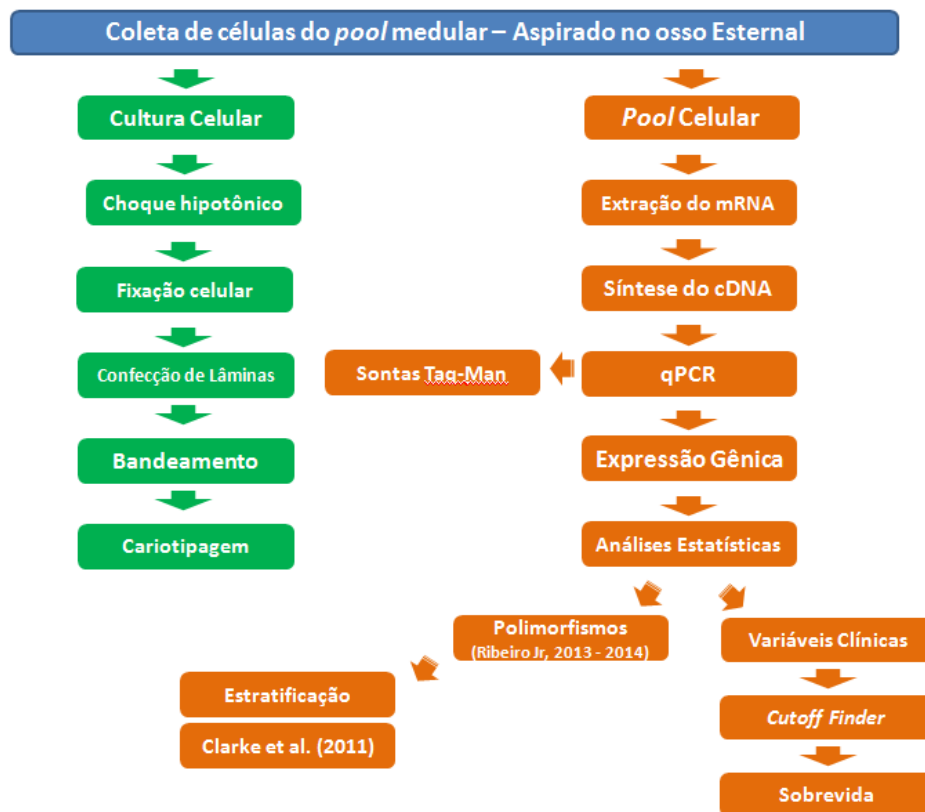 Coleta de células do pool medular – Aspirado no osso Esternal
Cultura Celular
Choque hipotônico
Fixação celular
Confecção de Lâminas
Bandeamento
Cariotipagem
Pool Celular
Extração do mRNA
Síntese do cDNA
qPCR
Sontas Taq-Man
Expressão Gênica
Análises Estatísticas
Polimorfismos
(Ribeiro Jr, 2013 - 2014)
Estratificação
Clarke et al. (2011)
Variáveis Clínicas
Cutoff Finder
Sobrevida